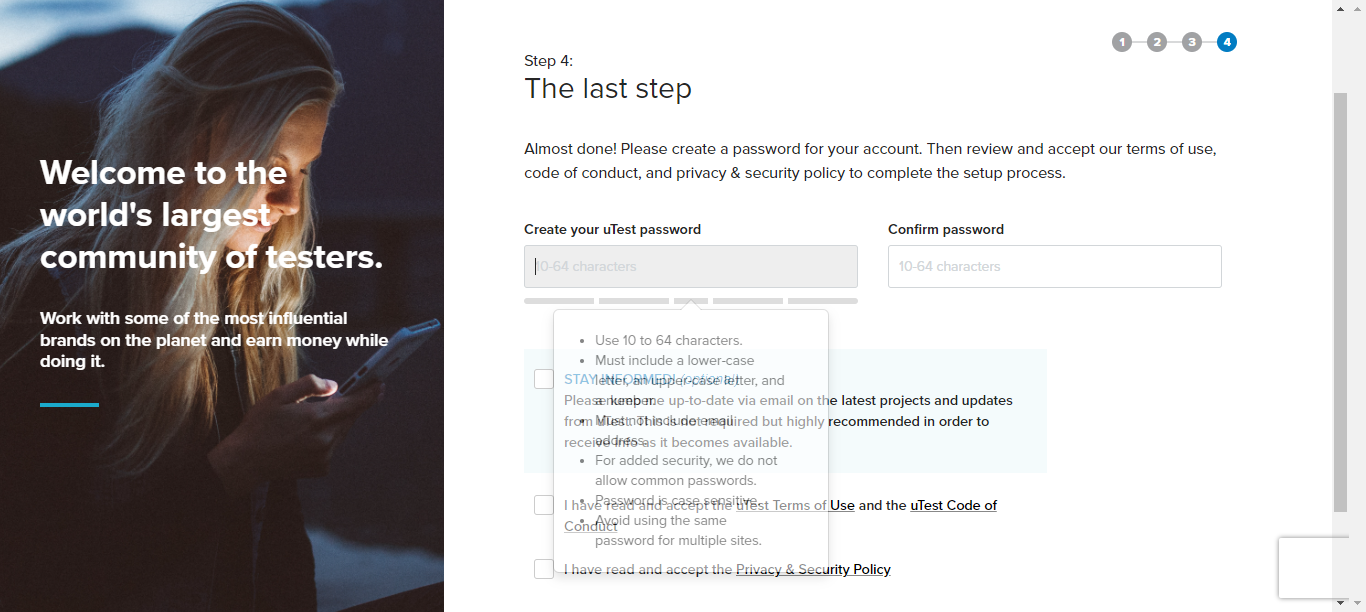 Welcome to the
world's largest
community of testers.
Work with some of the most influential
brands on the planet and earn money while
doing it.
1 2 3 4
Step 4:
The last step
Almost done! Please create a password for your account. Then review and accept our terms of use,
code of conduct, and privacy & security policy to complete the setup process.
Create your uTest password
Confirm password
10-64 characters
10-64 characters
Use 10 to 64 characters.
Must include a lower-case
letter, an upper-case letter, and
a number.
Must not include email
address.
For added security, we do not
allow common passwords.
Password is case sensitive.
Avoid using the same
password for multiple sites.
STAY INFORMED! (optional)
Please keep me up-to-date via email on the latest projects and updates
from uTest. This is not required but highly recommended in order to
receive info as it becomes available.
I have read and accept the uTest Terms of Use and the uTest Code of
Conduct
I have read and accept the Privacy & Security Policy